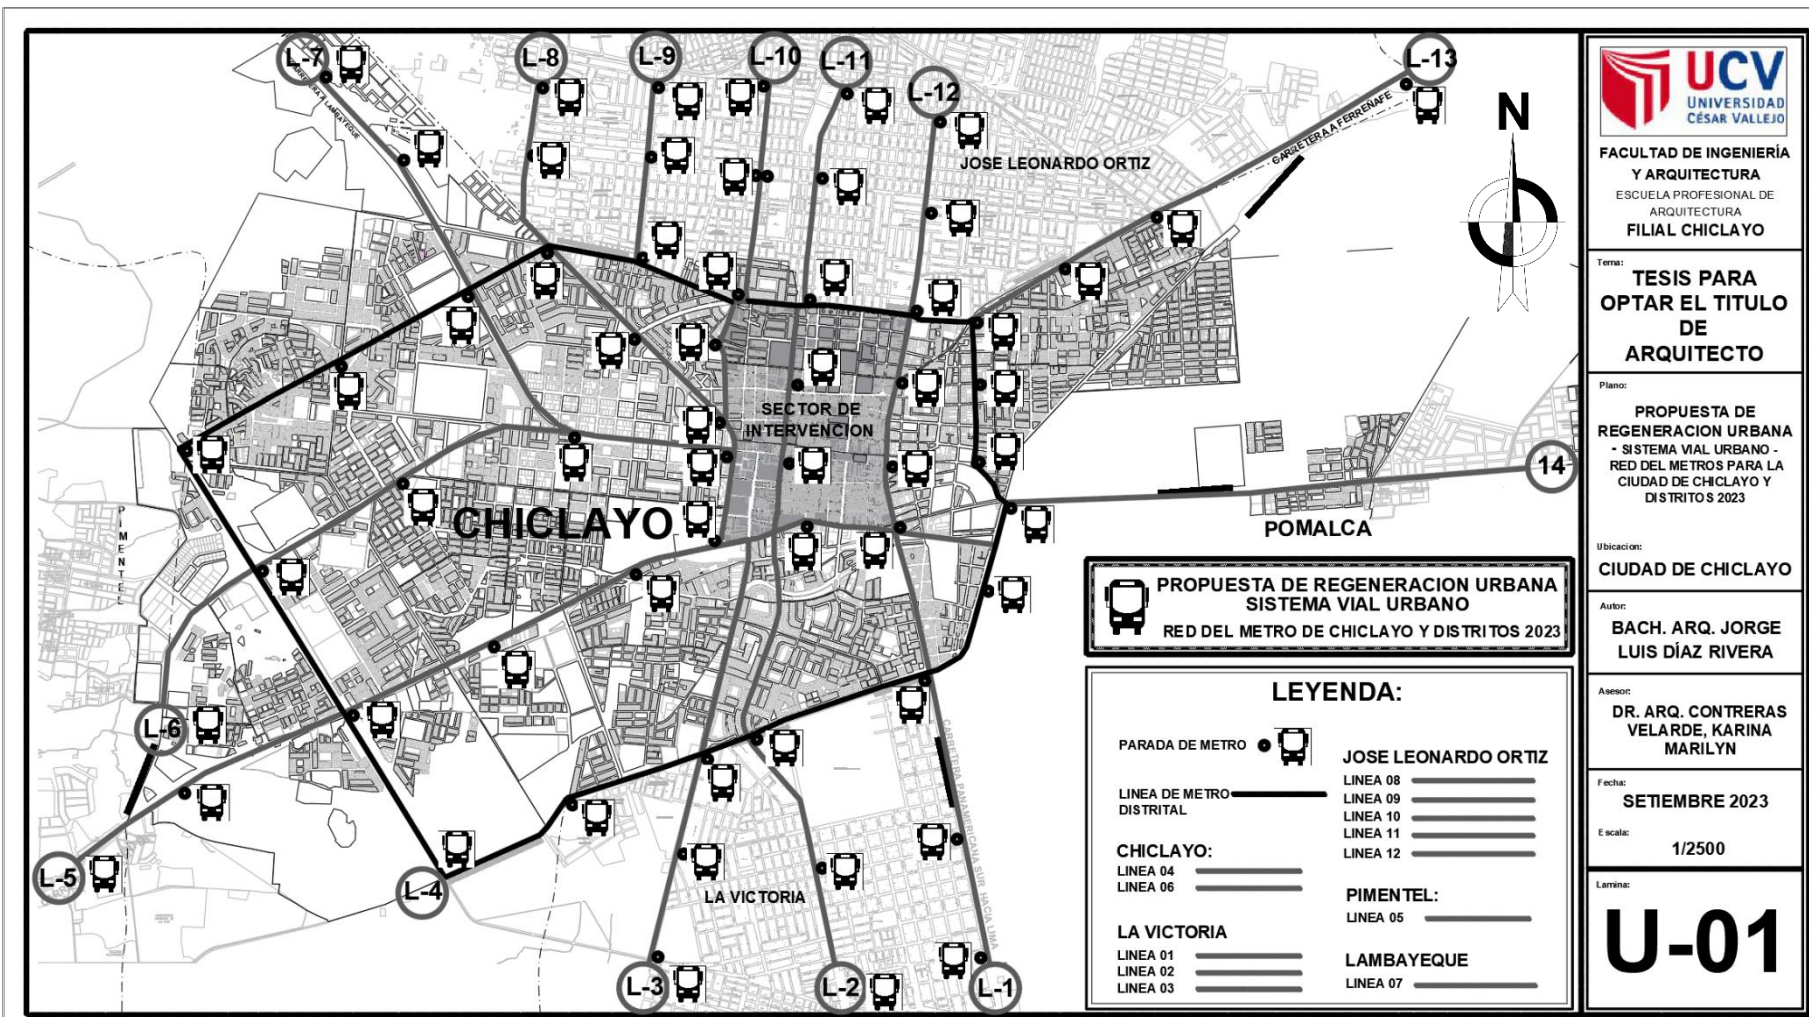 L-7
L-8
L-9
L-10
L-11
L-12
L-13
CARRETERA A LAMBAYEQUE
JOSE LEONARDO ORTIZ
CARRETERA A FERREÑAFE
N
SECTOR DE
INTERVENCION
CHICLAYO
14
POMALCA
PIMENTEL
L-6
L-5
L-4
LA VICTORIA
CARRETERA PANAMERICANA SUR HACIA LIMA
L-3
L-2
L-1
PROPUESTA DE REGENERACION URBANA
SISTEMA VIAL URBANO
RED DEL METRO DE CHICLAYO Y DISTRITOS 2023
LEYENDA:
PARADA DE METRO
LINEA DE METRO
DISTRITAL
CHICLAYO:
LINEA 04
LINEA 06
LA VICTORIA
LINEA 01
LINEA 02
LINEA 03
JOSE LEONARDO ORTIZ
LINEA 08
LINEA 09
LINEA 10
LINEA 11
LINEA 12
PIMENTEL:
LINEA 05
LAMBAYEQUE
LINEA 07
UCV
UNIVERSIDAD
CÉSAR VALLEJO
FACULTAD DE INGENIERÍA
Y ARQUITECTURA
ESCUELA PROFESIONAL DE
ARQUITECTURA
FILIAL CHICLAYO
Tema:
TESIS PARA
OPTAR EL TITULO
DE
ARQUITECTO
Plano:
PROPUESTA DE
REGENERACION URBANA
- SISTEMA VIAL URBANO -
RED DEL METROS PARA LA
CIUDAD DE CHICLAYO Y
DISTRITOS 2023
Ubicacion:
CIUDAD DE CHICLAYO
Autor:
BACH. ARQ. JORGE
LUIS DÍAZ RIVERA
Asesor:
DR. ARQ. CONTRERAS
VELARDE, KARINA
MARILYN
Fecha:
SETIEMBRE 2023
Escala:
1/2500
Lamina:
U-01